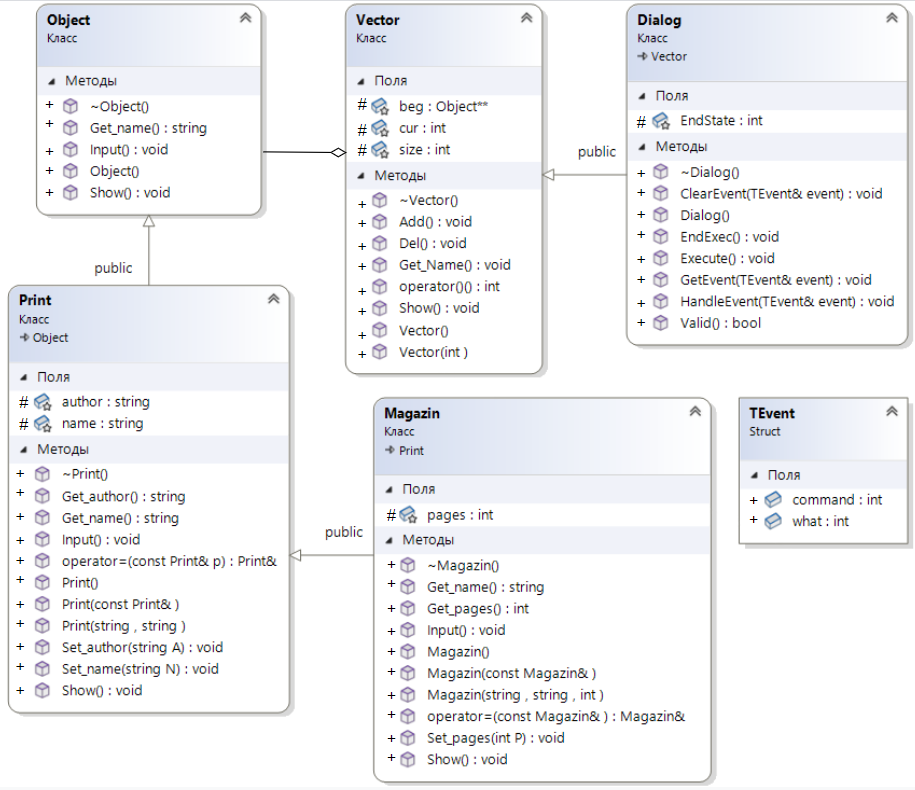 Object
Класс
Методы
+ ~Object()
+ Get_name() : string
+ Input() : void
+ Object()
+ Show() : void
Vector
Класс
Поля
# beg : Object**
# cur : int
# size : int
Методы
+ ~Vector()
+ Add() : void
+ Del() : void
+ Get_Name() : void
+ operator()() : int
+ Show() : void
+ Vector()
+ Vector(int )
public
Dialog
Класс
Vector
Поля
# EndState : int
Методы
+ ~Dialog()
+ ClearEvent(TEvent& event) : void
+ Dialog()
+ EndExec() : void
+ Execute() : void
+ GetEvent(TEvent& event) : void
+ HandleEvent(TEvent& event) : void
+ Valid() : bool
public
Print
Класс
Object
Поля
# author : string
# name : string
Методы
+ ~Print()
+ Get_author() : string
+ Get_name() : string
+ Input() : void
+ operator=(const Print& p) : Print&
+ Print()
+ Print(const Print& )
+ Print(string , string )
+ Set_author(string A) : void
+ Set_name(string N) : void
+ Show() : void
public
Magazin
Класс
Print
Поля
# pages : int
Методы
+ ~Magazin()
+ Get_name() : string
+ Get_pages() : int
+ Input() : void
+ Magazin()
+ Magazin(const Magazin& )
+ Magazin(string , string , int )
+ operator=(const Magazin& ) : Magazin&
+ Set_pages(int P) : void
+ Show() : void
TEvent
Struct
Поля
+ command : int
+ what : int